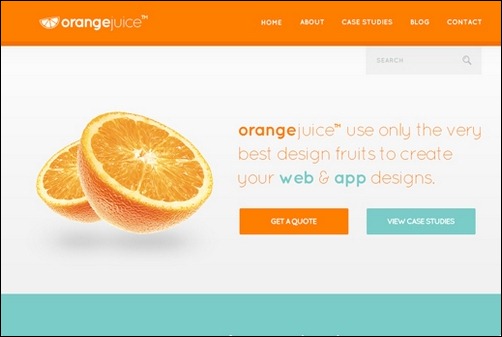 orangejuice™
HOME ABOUT CASE STUDIES BLOG CONTACT
SEARCH
orangejuice™ use only the very
best design fruits to create
your web & app designs.
GET A QUOTE VIEW CASE STUDIES